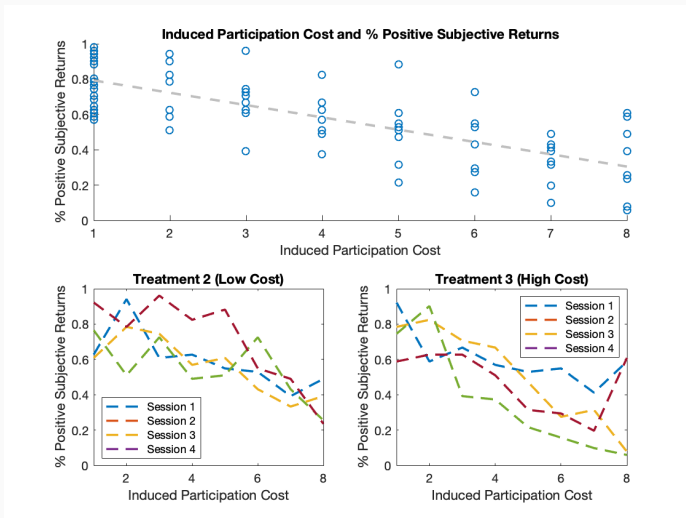 Induced Participation Cost and % Positive Subjective Returns
% Positive Subjective Returns
1
0.8
0.6
0.4
0.2
0
1 2 3 4 5 6 7 8
Induced Participation Cost
Treatment 2 (Low Cost)
% Positive Subjective Returns
1
0.8
0.6
0.4
0.2
0
Session 1
Session 2
Session 3
Session 4
2 4 6 8
Induced Participation Cost
Treatment 3 (High Cost)
% Positive Subjective Returns
1
0.8
0.6
0.4
0.2
0
Session 1
Session 2
Session 3
Session 4
2 4 6 8
Induced Participation Cost